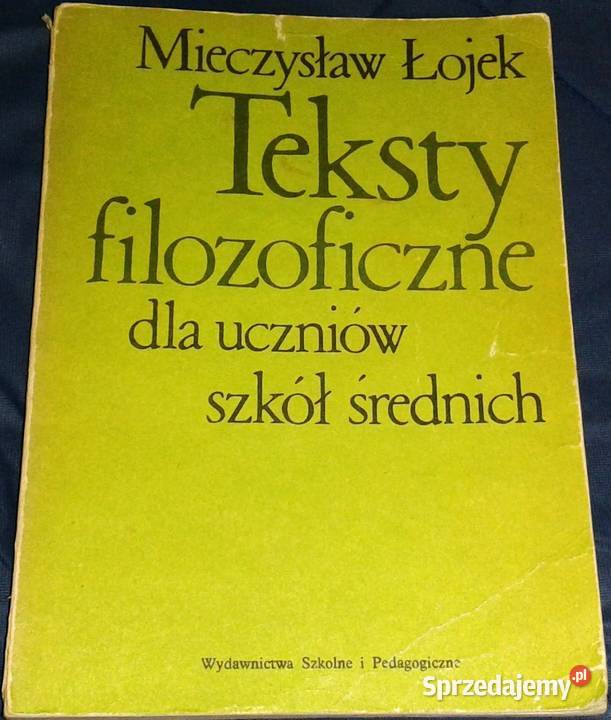 Mieczysław Łojek
Teksty
filozoficzne
dla uczniów
szkół średnich
Wydawnictwa Szkolne i Pedagogiczne
Sprzedajemy.pl